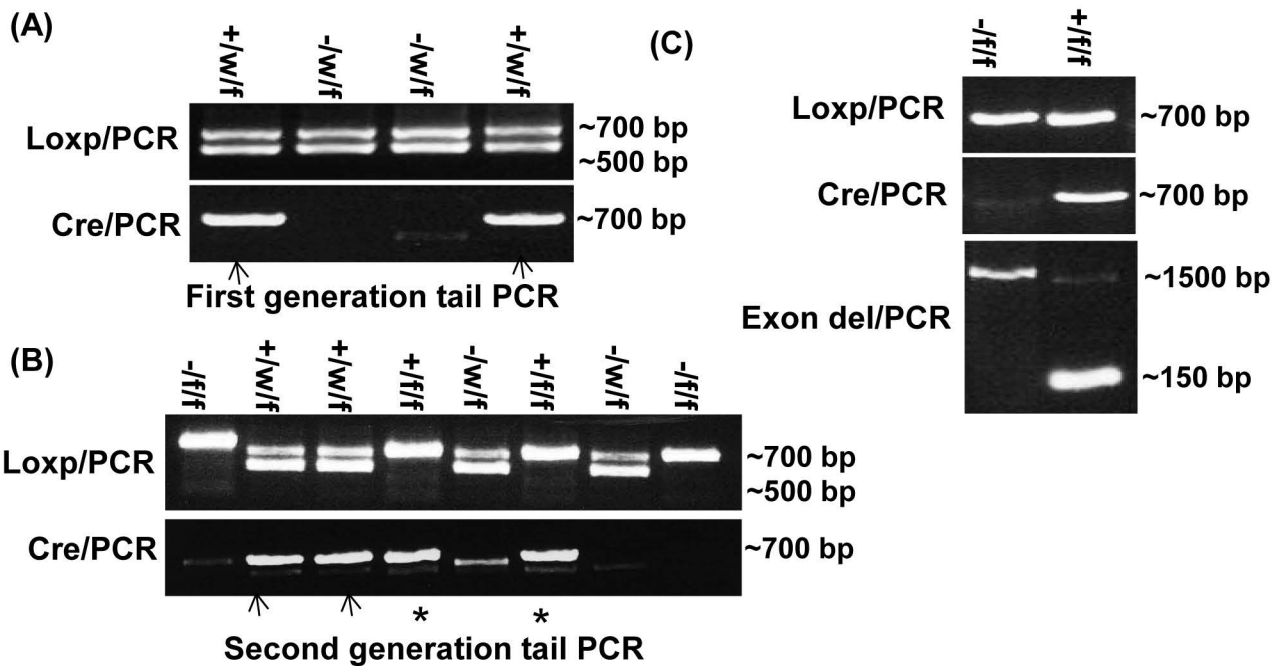 (A)
+/w/f -/w/f -/w/f +/w/f
Loxp/PCR ~700 bp
~500 bp
Cre/PCR ~700 bp
First generation tail PCR
(B)
-/f/f +/w/f +/w/f +/f/f -/w/f +/f/f -/w/f -/f/f
Loxp/PCR ~700 bp
~500 bp
Cre/PCR ~700 bp
* *
Second generation tail PCR
(C)
-/f/f +/f/f
Loxp/PCR ~700 bp
Cre/PCR ~700 bp
~1500 bp
Exon del/PCR
~150 bp